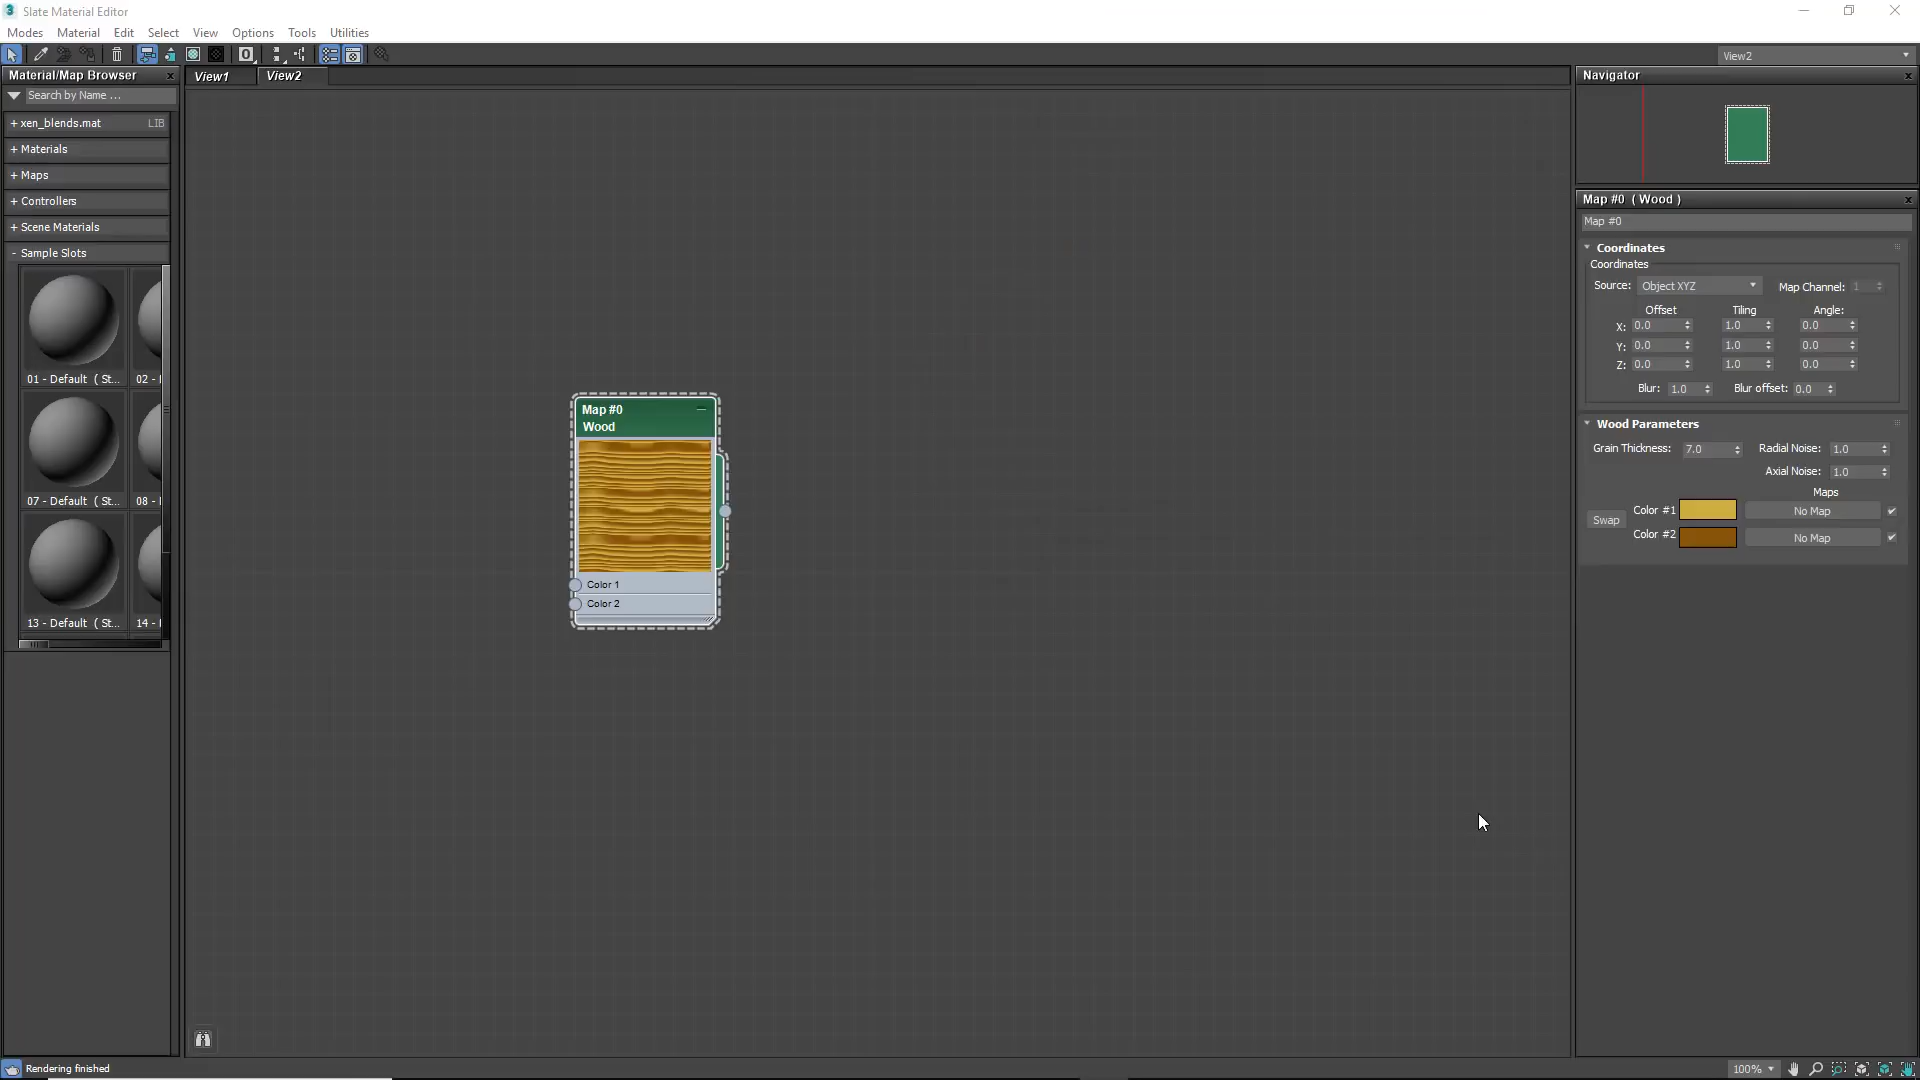 Slate Material Editor
Modes Material Edit Select View Options Tools Utilities
View2
Material/Map Browser
View1 View2
Navigator
Search by Name ...
+ xen_blends.mat LIB
+ Materials
+ Maps
+ Controllers
+ Scene Materials
- Sample Slots
01 - Default ( St... 02 -
07 - Default ( St... 08 -
13 - Default ( St... 14 -
Map #0
Wood
Color 1
Color 2
Map #0 ( Wood )
Map #0
Coordinates
Coordinates
Source: Object XYZ Map Channel: 1
Offset Tiling Angle:
X: 0.0 1.0 0.0
Y: 0.0 1.0 0.0
Z: 0.0 1.0 0.0
Blur: 1.0 Blur offset: 0.0
Wood Parameters
Grain Thickness: 7.0 Radial Noise: 1.0
Axial Noise: 1.0
Maps
Swap
Color #1 No Map
Color #2 No Map
Rendering finished
100%